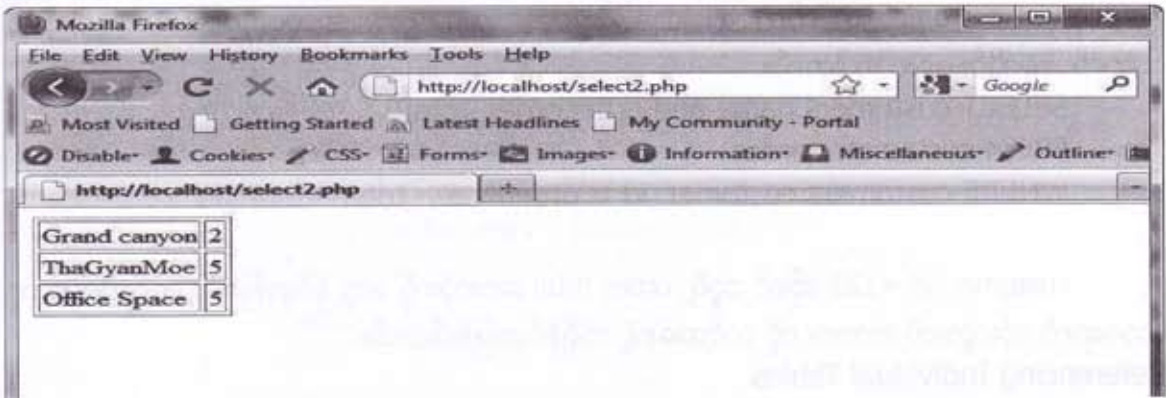 Mozilla Firefox
File Edit View History Bookmarks Tools Help
http://localhost/select2.php Google
Most Visited Getting Started Latest Headlines My Community - Portal
Disable Cookies CSS Forms Images Information Miscellaneous Outline
http://localhost/select2.php
Grand canyon 2
ThaGyanMoe 5
Office Space 5